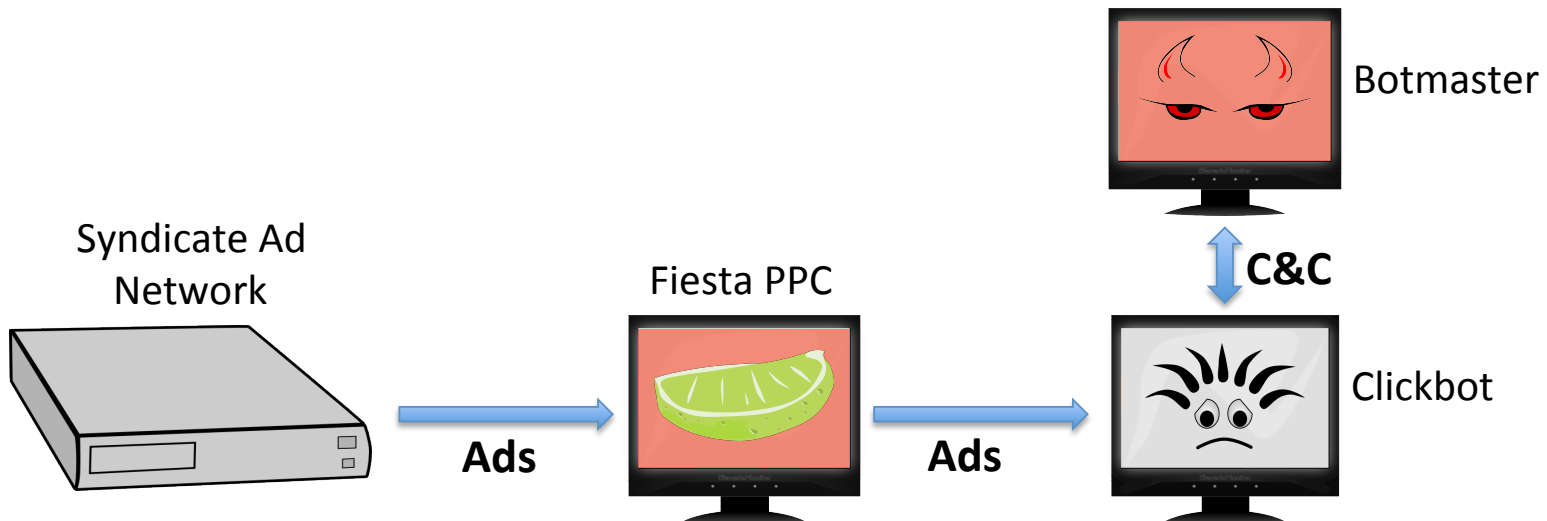 Botmaster
C&C
Syndicate Ad
Network
Fiesta PPC
Clickbot
Ads
Ads